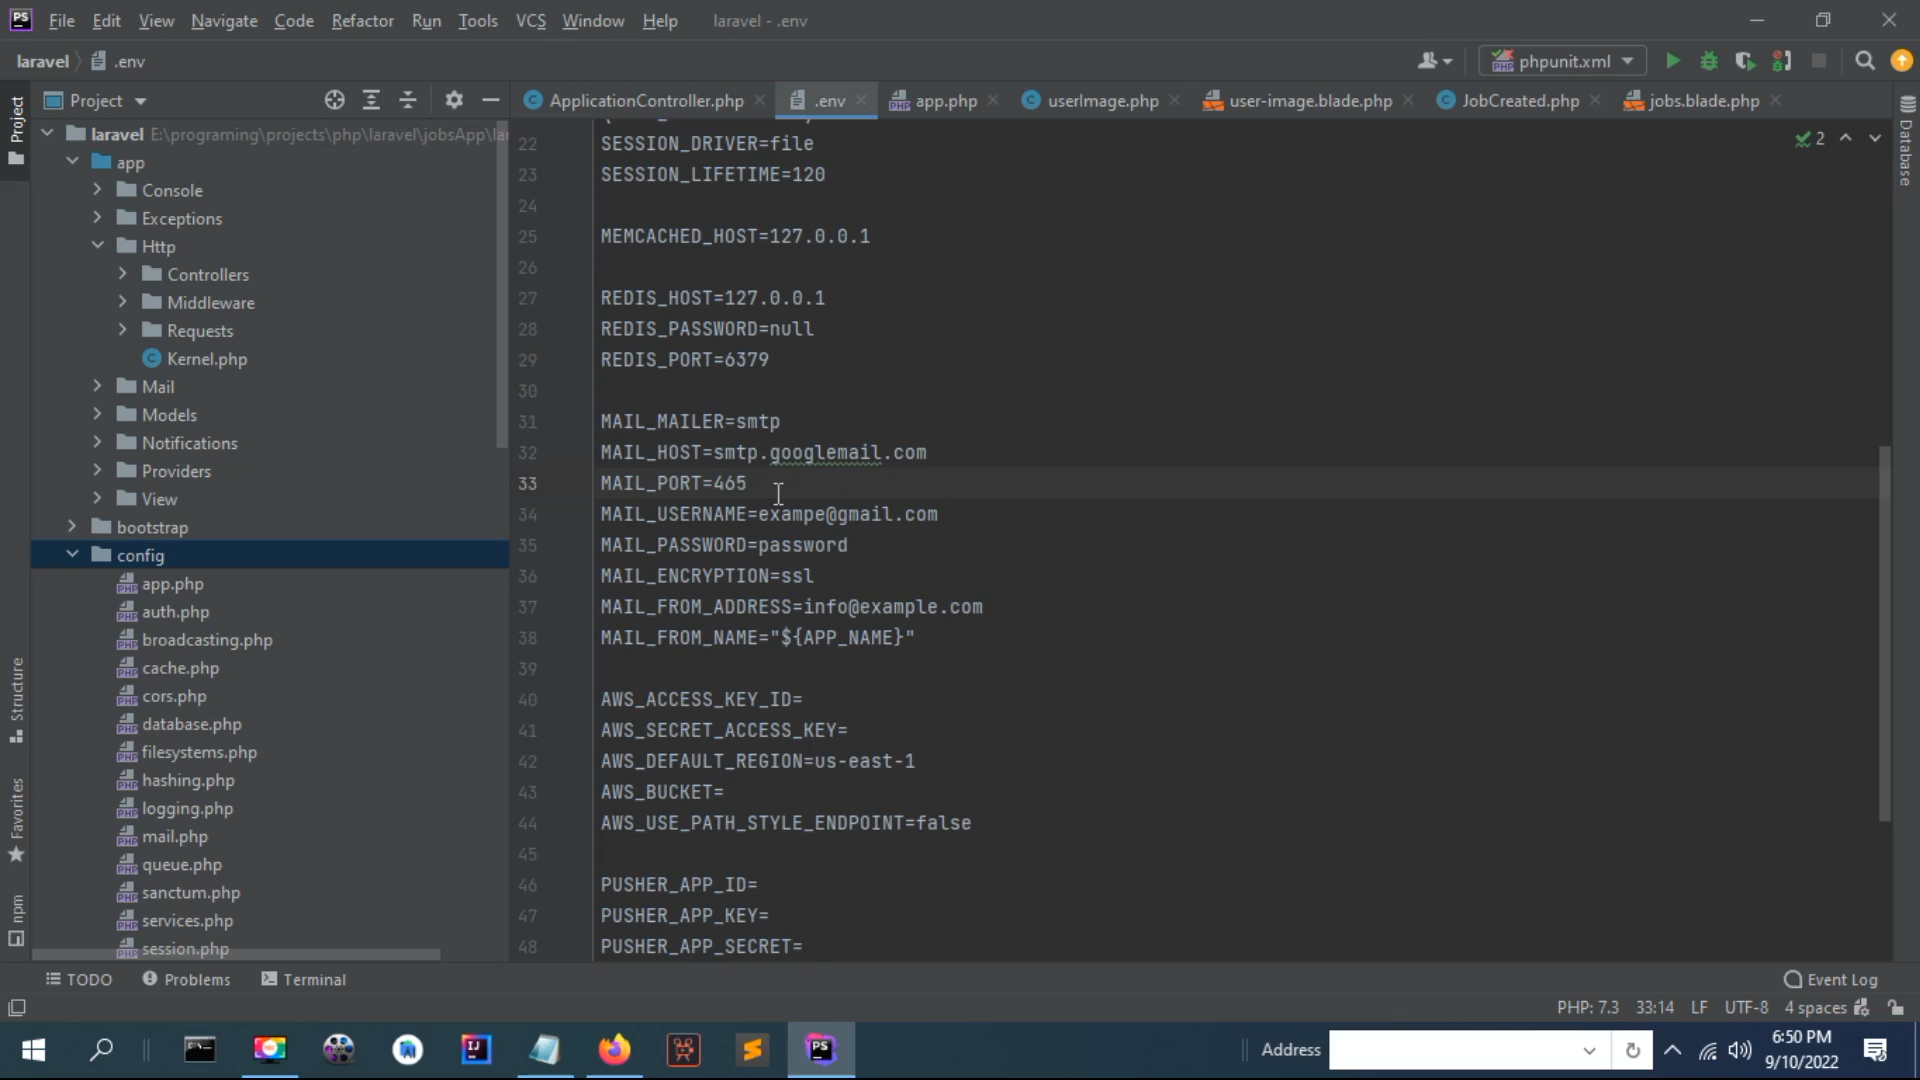 PS File Edit View Navigate Code Refactor Run Tools VCS Window Help laravel - .env
laravel .env phpunit.xml
Project
Project
ApplicationController.php .env app.php userImage.php user-image.blade.php JobCreated.php jobs.blade.php
laravel E:\programing\projects\php\laravel\jobsApp\lar
app
Console
Exceptions
Http
Controllers
Middleware
Requests
Kernel.php
Mail
Models
Notifications
Providers
View
bootstrap
config
app.php
auth.php
broadcasting.php
cache.php
cors.php
database.php
filesystems.php
hashing.php
logging.php
mail.php
queue.php
sanctum.php
services.php
session.php
Structure
Favorites
npm
22 SESSION_DRIVER=file
23 SESSION_LIFETIME=120
24
25 MEMCACHED_HOST=127.0.0.1
26
27 REDIS_HOST=127.0.0.1
28 REDIS_PASSWORD=null
29 REDIS_PORT=6379
30
31 MAIL_MAILER=smtp
32 MAIL_HOST=smtp.googlemail.com
33 MAIL_PORT=465
34 MAIL_USERNAME=exampe@gmail.com
35 MAIL_PASSWORD=password
36 MAIL_ENCRYPTION=ssl
37 MAIL_FROM_ADDRESS=info@example.com
38 MAIL_FROM_NAME="${APP_NAME}"
39
40 AWS_ACCESS_KEY_ID=
41 AWS_SECRET_ACCESS_KEY=
42 AWS_DEFAULT_REGION=us-east-1
43 AWS_BUCKET=
44 AWS_USE_PATH_STYLE_ENDPOINT=false
45
46 PUSHER_APP_ID=
47 PUSHER_APP_KEY=
48 PUSHER_APP_SECRET=
2
Database
TODO Problems Terminal Event Log
PHP: 7.3 33:14 LF UTF-8 4 spaces
Address
6:50 PM
9/10/2022